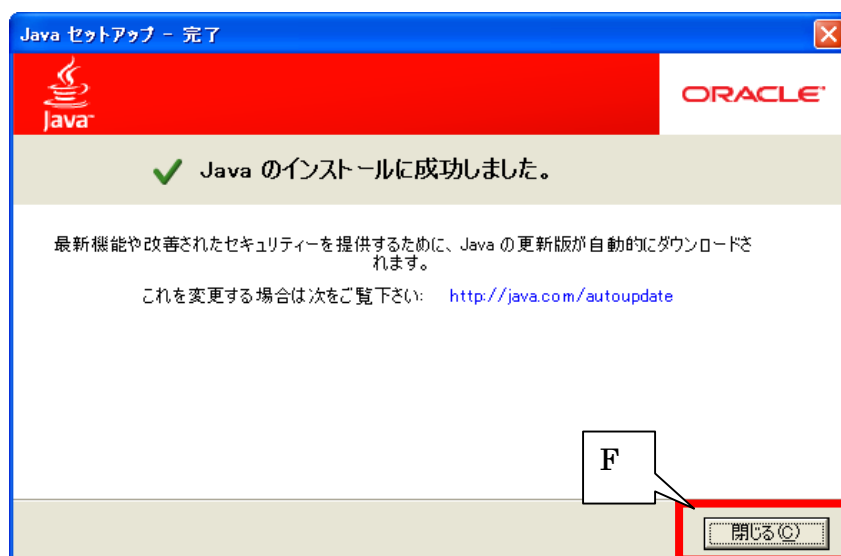 Java セットアップ - 完了
Java
ORACLE
Java のインストールに成功しました。
最新機能や改善されたセキュリティーを提供するために、Java の更新版が自動的にダウンロードさ
れます。
これを変更する場合は次をご覧下さい: http://java.com/autoupdate
F
閉じる(C)